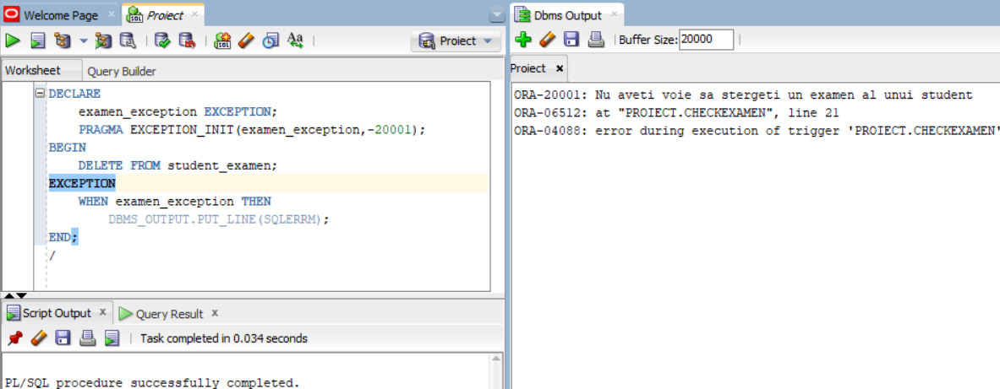 Welcome Page
Proiect
Proiect
Worksheet
Query Builder
DECLARE
examen_exception EXCEPTION;
PRAGMA EXCEPTION_INIT(examen_exception,-20001);
BEGIN
DELETE FROM student_examen;
EXCEPTION
WHEN examen_exception THEN
DBMS_OUTPUT.PUT_LINE(SQLERRM);
END;
/
Script Output
Query Result
Task completed in 0.034 seconds
PL/SQL procedure successfully completed.
Dbms Output
Buffer Size: 20000
Proiect
ORA-20001: Nu aveti voie sa stergeti un examen al unui student
ORA-06512: at "PROIECT.CHECKEXAMEN", line 21
ORA-04088: error during execution of trigger 'PROIECT.CHECKEXAMEN'